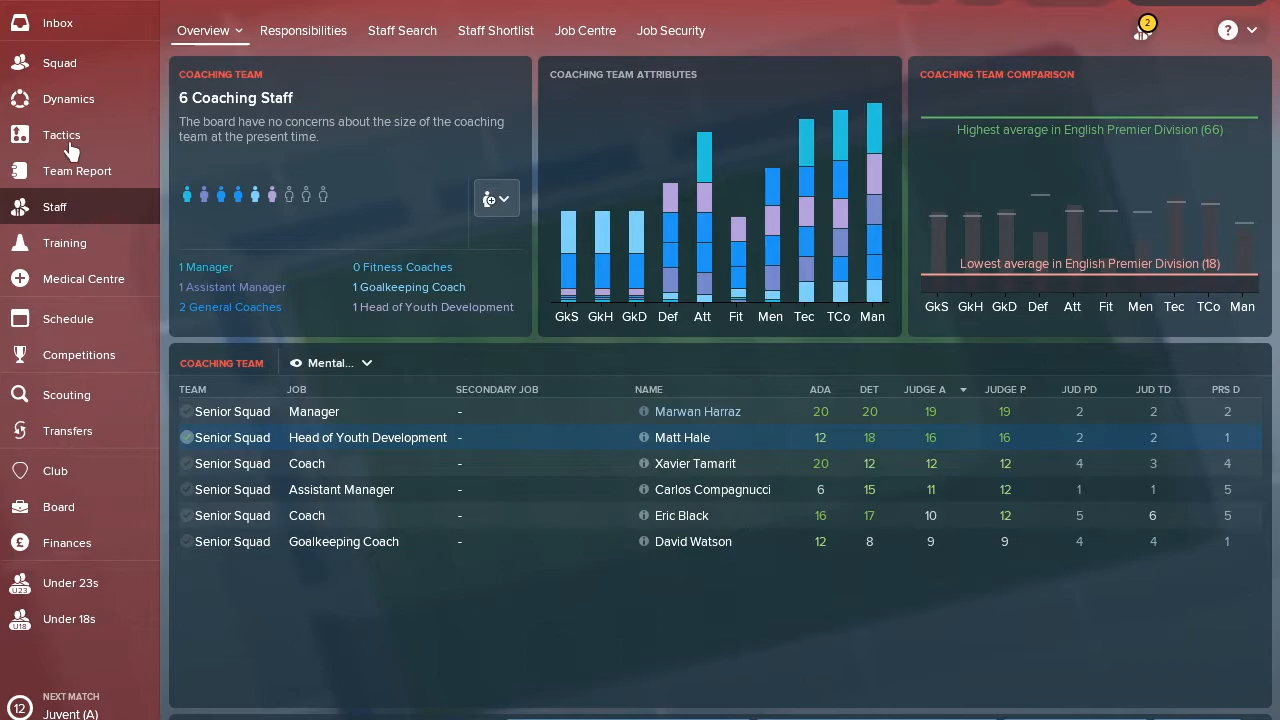 Inbox
Squad
Dynamics
Tactics
Team Report
Staff
Training
Medical Centre
Schedule
Competitions
Scouting
Transfers
Club
Board
£
Finances
U23
Under 23s
U18
Under 18s
NEXT MATCH
12
Juvent (A)
Overview Responsibilities Staff Search Staff Shortlist Job Centre Job Security
2
?
COACHING TEAM
6 Coaching Staff
The board have no concerns about the size of the coaching
team at the present time.
1 Manager 0 Fitness Coaches
1 Assistant Manager 1 Goalkeeping Coach
2 General Coaches 1 Head of Youth Development
COACHING TEAM ATTRIBUTES
GkS GkH GkD Def Att Fit Men Tec TCo Man
COACHING TEAM COMPARISON
Highest average in English Premier Division (66)
Lowest average in English Premier Division (18)
GkS GkH GkD Def Att Fit Men Tec TCo Man
COACHING TEAM Mental...
TEAM JOB SECONDARY JOB NAME ADA DET JUDGE A JUDGE P JUD PD JUD TD PRS D
Senior Squad Manager - Marwan Harraz 20 20 19 19 2 2 2
Senior Squad Head of Youth Development - Matt Hale 12 18 16 16 2 2 1
Senior Squad Coach - Xavier Tamarit 20 12 12 12 4 3 4
Senior Squad Assistant Manager - Carlos Compagnucci 6 15 11 12 1 1 5
Senior Squad Coach - Eric Black 16 17 10 12 5 6 5
Senior Squad Goalkeeping Coach - David Watson 12 8 9 9 4 4 1